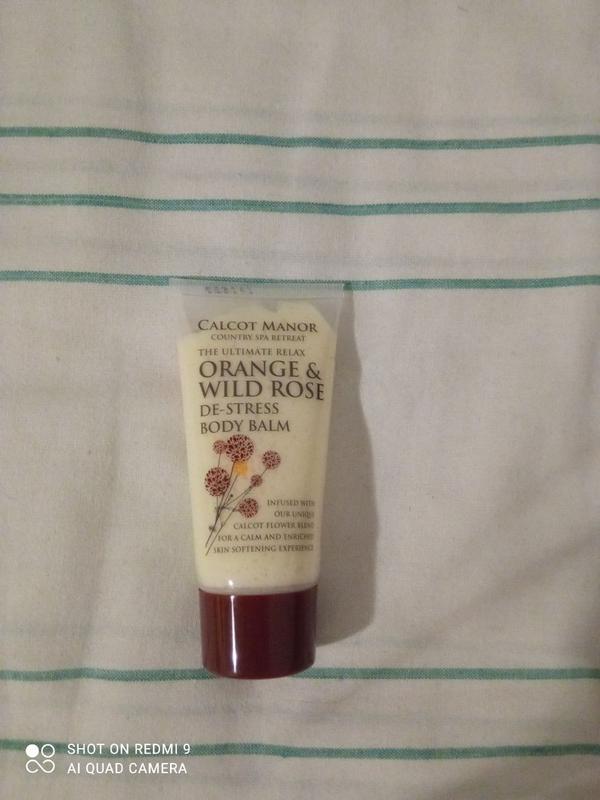 CALCOT MANOR
COUNTRY SPA RETREAT
THE ULTIMATE RELAX
ORANGE &
WILD ROSE
DE-STRESS
BODY BALM
INFUSED WITH
OUR UNIQUE
CALCOT FLOWER BLEND
FOR A CALM AND ENRICHED
SKIN SOFTENING EXPERIENCE
SHOT ON REDMI 9
AI QUAD CAMERA